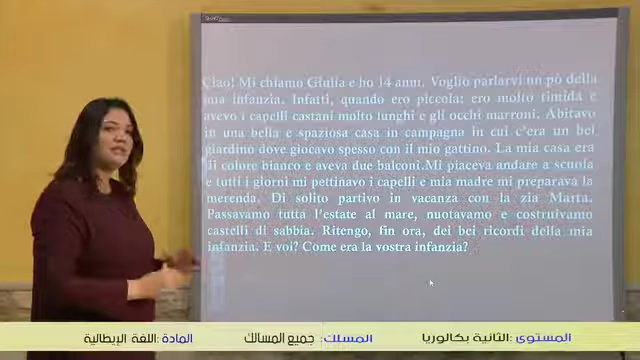 Ciao! Mi chiamo Giulia e ho 14 anni. Voglio parlarvi un pò della
mia infanzia. Infatti, quando ero piccola: ero molto timida e
avevo i capelli castani molto lunghi e gli occhi marroni. Abitavo
in una bella e spaziosa casa in campagna in cui c'era un bel
giardino dove giocavo spesso con il mio gattino. La mia casa era
di colore bianco e aveva due balconi.Mi piaceva andare a scuola
e tutti i giorni mi pettinavo i capelli e mia madre mi preparava la
merenda. Di solito partivo in vacanza con la zia Marta.
Passavamo tutta l'estate al mare, nuotavamo e costruivamo
castelli di sabbia. Ritengo, fin ora, dei bei ricordi della mia
infanzia. E voi? Come era la vostra infanzia?
المستوى :الثانية بكالوريا المسلك: جميع المسالك المادة :اللغة الإيطالية